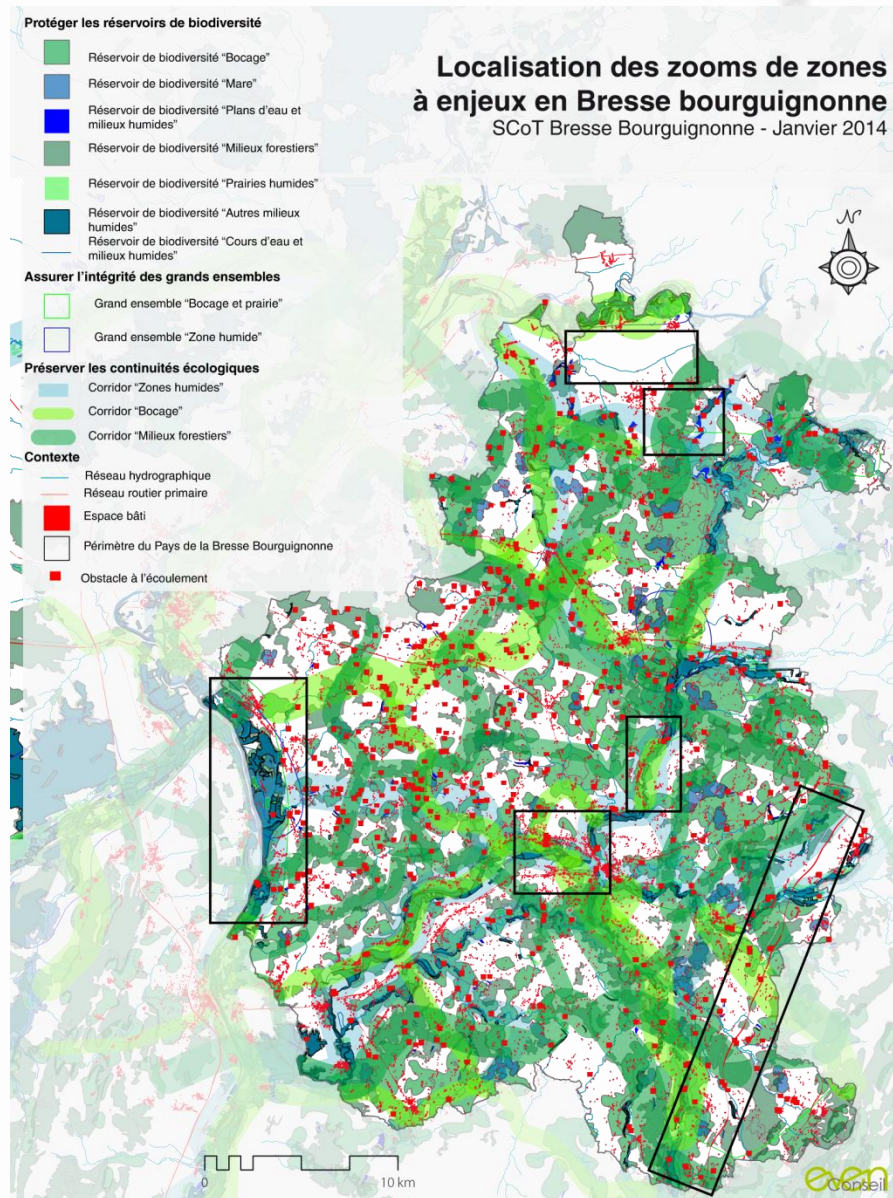 Protéger les réservoirs de biodiversité
Réservoir de biodiversité "Bocage"
Réservoir de biodiversité "Mare"
Réservoir de biodiversité "Plans d'eau et
milieux humides"
Réservoir de biodiversité "Milieux forestiers"
Réservoir de biodiversité "Prairies humides"
Réservoir de biodiversité "Autres milieux
humides"
Réservoir de biodiversité "Cours d'eau et
milieux humides"
Assurer l'intégrité des grands ensembles
Grand ensemble "Bocage et prairie"
Grand ensemble "Zone humide"
Préserver les continuités écologiques
Corridor "Zones humides"
Corridor "Bocage"
Corridor "Milieux forestiers"
Contexte
Réseau hydrographique
Réseau routier primaire
Espace bâti
Périmètre du Pays de la Bresse Bourguignonne
Obstacle à l'écoulement
Localisation des zooms de zones
à enjeux en Bresse bourguignonne
SCoT Bresse Bourguignonne - Janvier 2014
N
0 10 km
even
Conseil